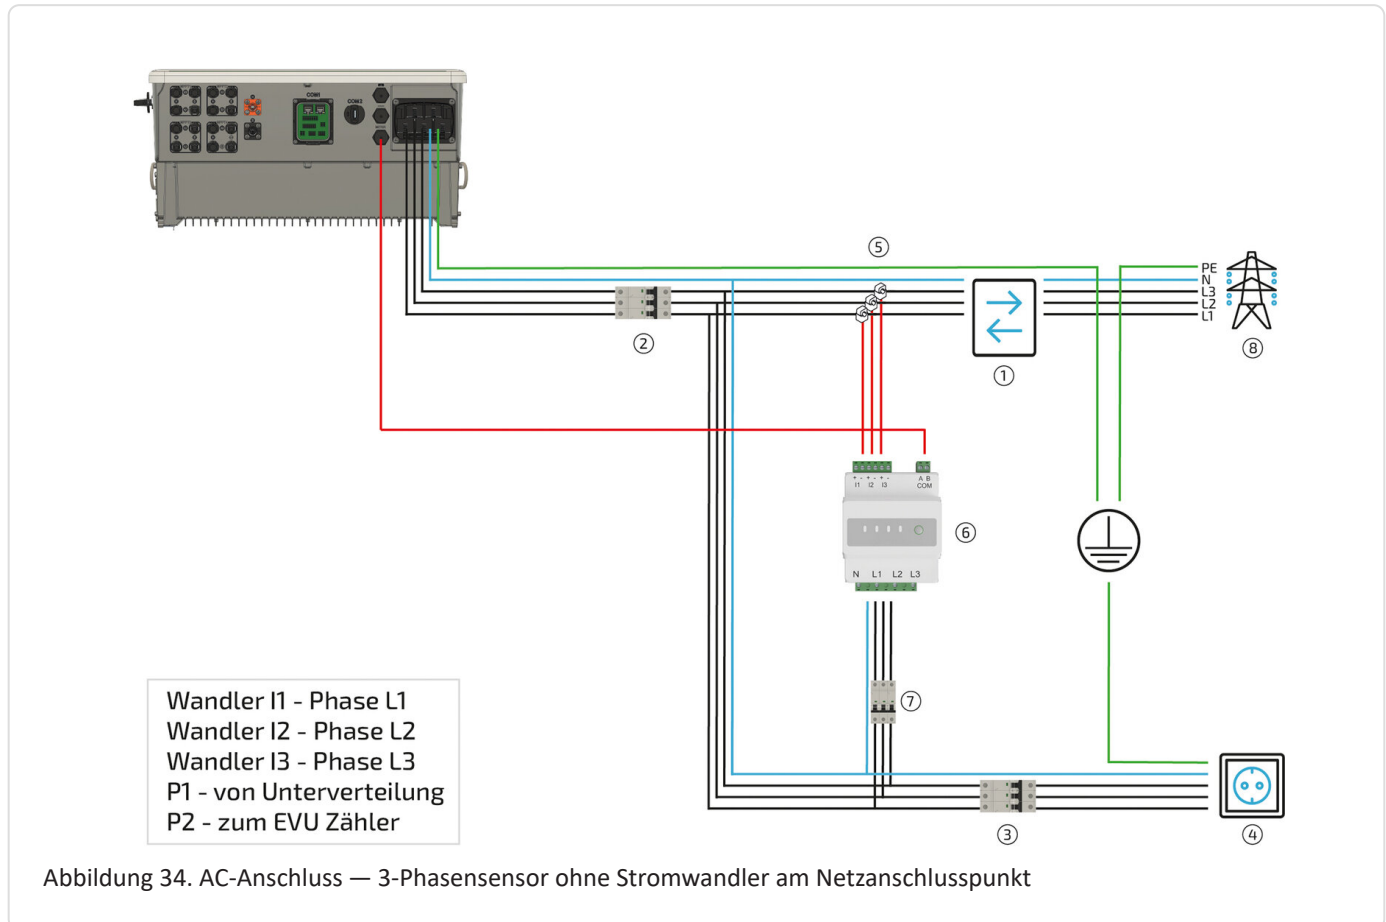 COM1
COM2
⑤
PE
N
L3
L2
L1
②
①
⑧
+ - + - + -
I1 I2 I3
A B
COM
⑥
N L1 L2 L3
⑦
③
④
Wandler I1 - Phase L1
Wandler I2 - Phase L2
Wandler I3 - Phase L3
P1 - von Unterverteilung
P2 - zum EVU Zähler
Abbildung 34. AC-Anschluss — 3-Phasensensor ohne Stromwandler am Netzanschlusspunkt